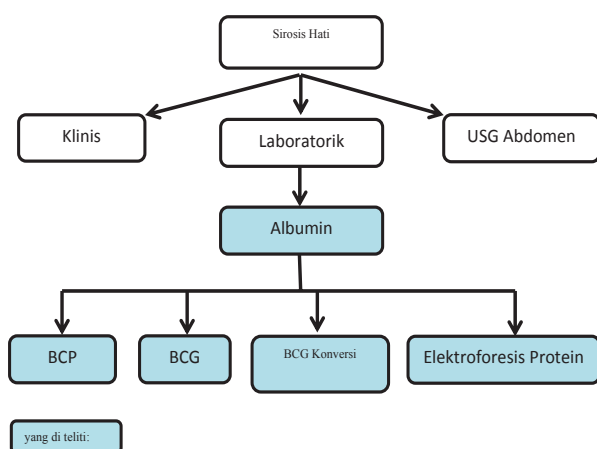 Sirosis Hati
Klinis
Laboratorik
USG Abdomen
Albumin
BCP
BCG
BCG Konversi
Elektroforesis Protein
yang di teliti: